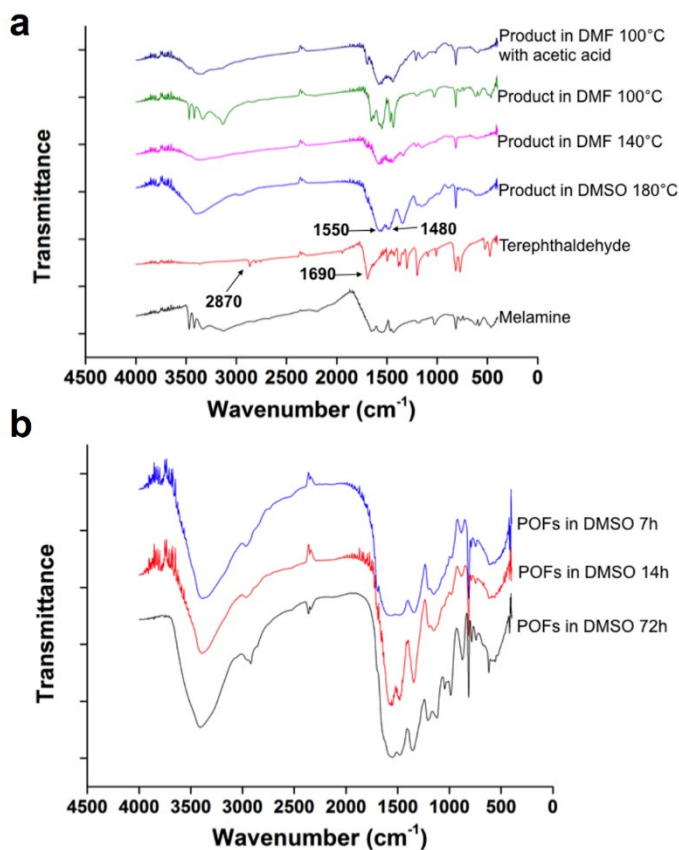 a
Product in DMF 100°C
with acetic acid
Product in DMF 100°C
Product in DMF 140°C
Product in DMSO 180°C
1550
1480
Terephthaldehyde
1690
2870
Melamine
Transmittance
4500 4000 3500 3000 2500 2000 1500 1000 500 0
Wavenumber (cm⁻¹)
b
POFs in DMSO 7h
POFs in DMSO 14h
POFs in DMSO 72h
Transmittance
4500 4000 3500 3000 2500 2000 1500 1000 500 0
Wavenumber (cm⁻¹)